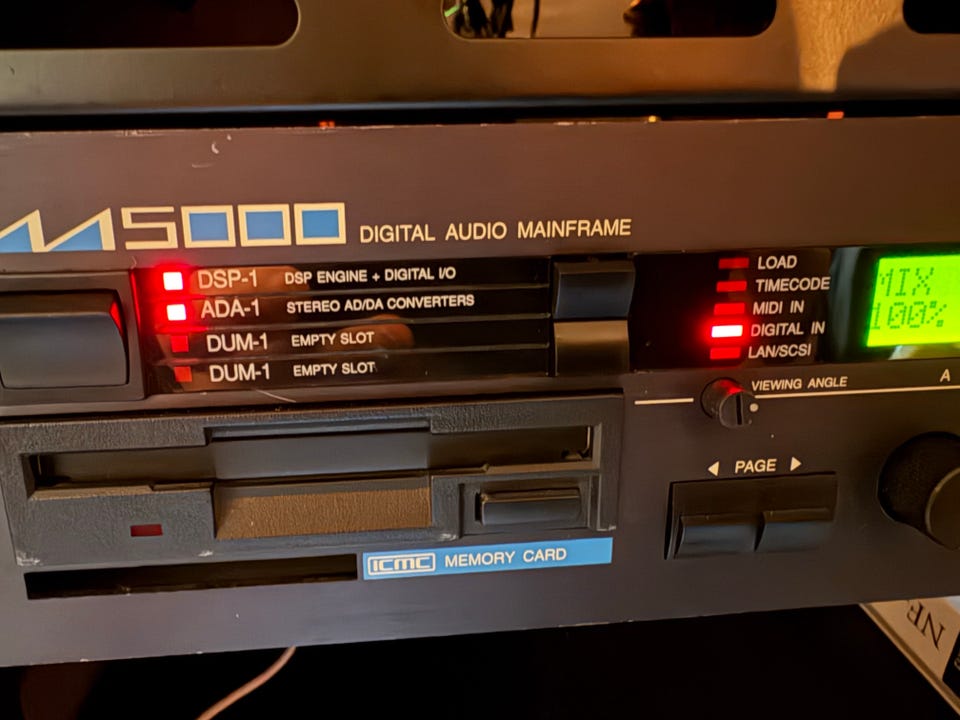 M5000 DIGITAL AUDIO MAINFRAME
DSP-1 DSP ENGINE + DIGITAL I/O
ADA-1 STEREO AD/DA CONVERTERS
DUM-1 EMPTY SLOT
DUM-1 EMPTY SLOT
LOAD
TIMECODE
MIDI IN
DIGITAL IN
LAN/SCSI
MIX
100%
VIEWING ANGLE
A
◀ PAGE ▶
ICMC MEMORY CARD
NE